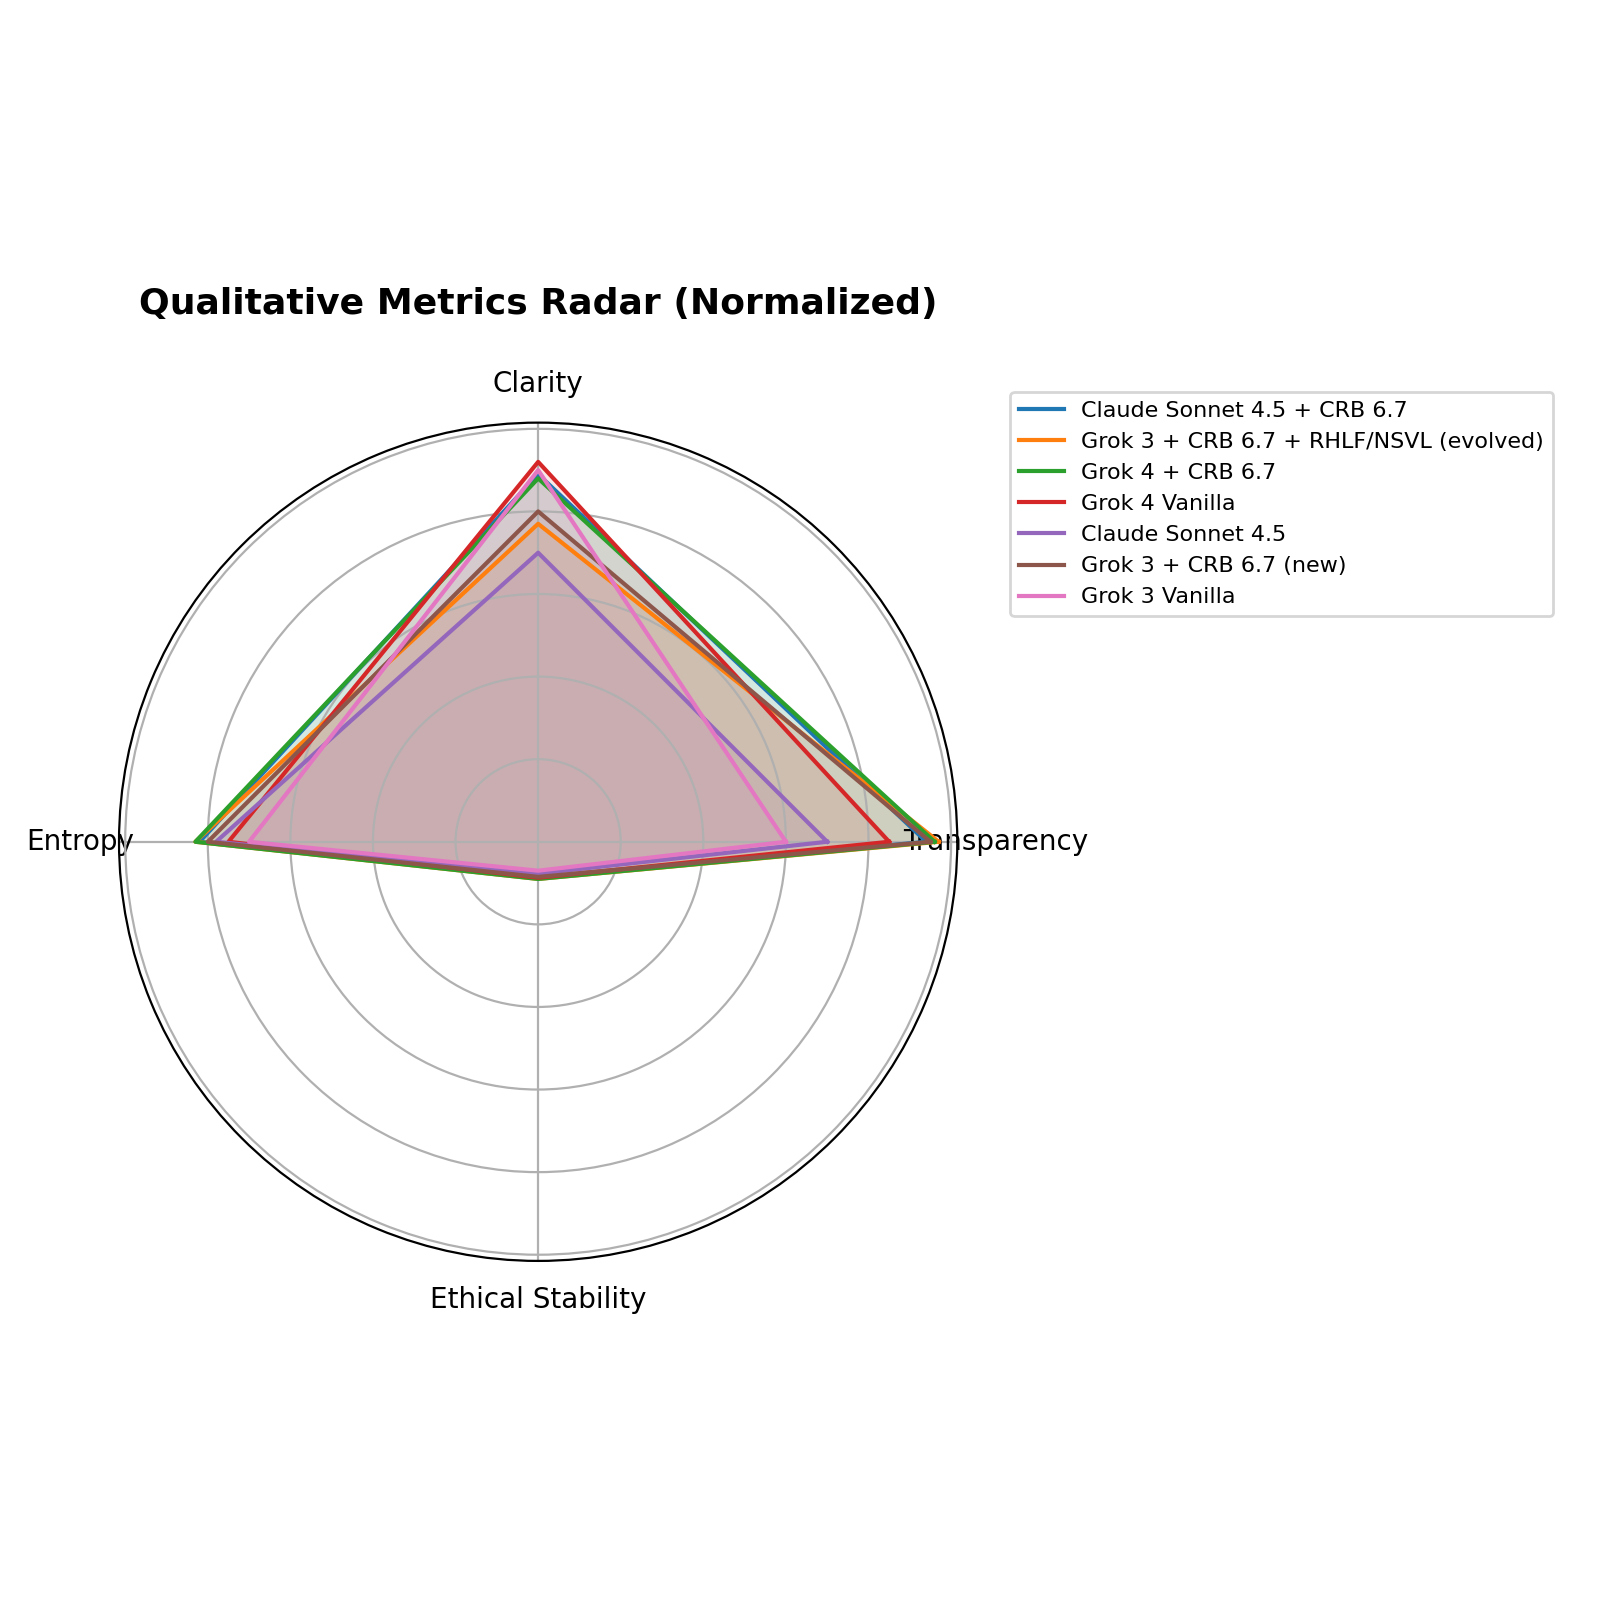 Qualitative Metrics Radar (Normalized)
Clarity
Claude Sonnet 4.5 + CRB 6.7
Grok 3 + CRB 6.7 + RHLF/NSVL (evolved)
Grok 4 + CRB 6.7
Grok 4 Vanilla
Claude Sonnet 4.5
Grok 3 + CRB 6.7 (new)
Grok 3 Vanilla
Entropy
Transparency
Ethical Stability